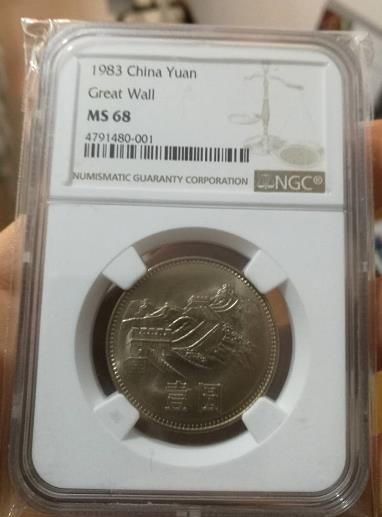 1983 China Yuan
Great Wall
MS 68
4791480-001
NUMISMATIC GUARANTY CORPORATION NGC®
壹圆